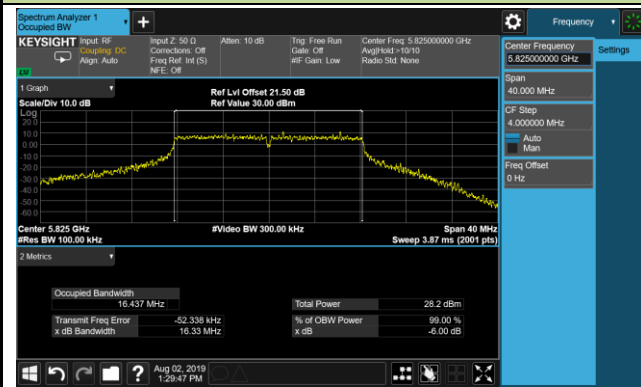 Spectrum Analyzer 1
Occupied BW
Frequency
KEYSIGHT
Input: RF
Coupling: DC
Align: Auto
Input Z: 50 Ω
Corrections: Off
Freq Ref: Int (S)
NFE: Off
Atten: 10 dB
Trig: Free Run
Gate: Off
#IF Gain: Low
Center Freq: 5.825000000 GHz
Avg|Hold:>10/10
Radio Std: None
Center Frequency
5.825000000 GHz
Settings
Span
40.000 MHz
CF Step
4.000000 MHz
Auto
Man
Freq Offset
0 Hz
1 Graph
Scale/Div 10.0 dB
Ref Lvl Offset 21.50 dB
Ref Value 30.00 dBm
Log
20.0
10.0
0.00
-10.0
-20.0
-30.0
-40.0
-50.0
-60.0
Center 5.825 GHz
#Video BW 300.00 kHz
Span 40 MHz
#Res BW 100.00 kHz
Sweep 3.87 ms (2001 pts)
2 Metrics
Occupied Bandwidth
16.437 MHz
Total Power 28.2 dBm
Transmit Freq Error -52.338 kHz
% of OBW Power 99.00 %
x dB Bandwidth 16.33 MHz
x dB -6.00 dB
?
Aug 02, 2019
1:29:47 PM